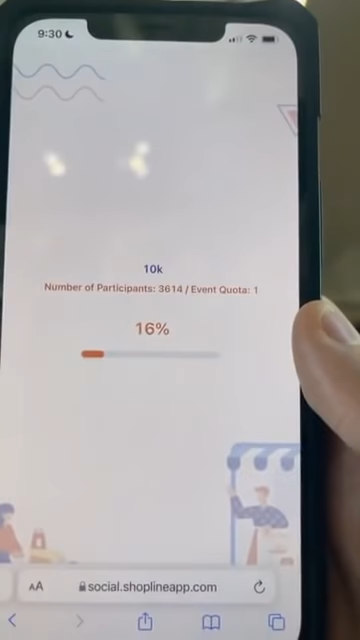 9:30
10k
Number of Participants: 3614 / Event Quota: 1
16%
AA social.shoplineapp.com